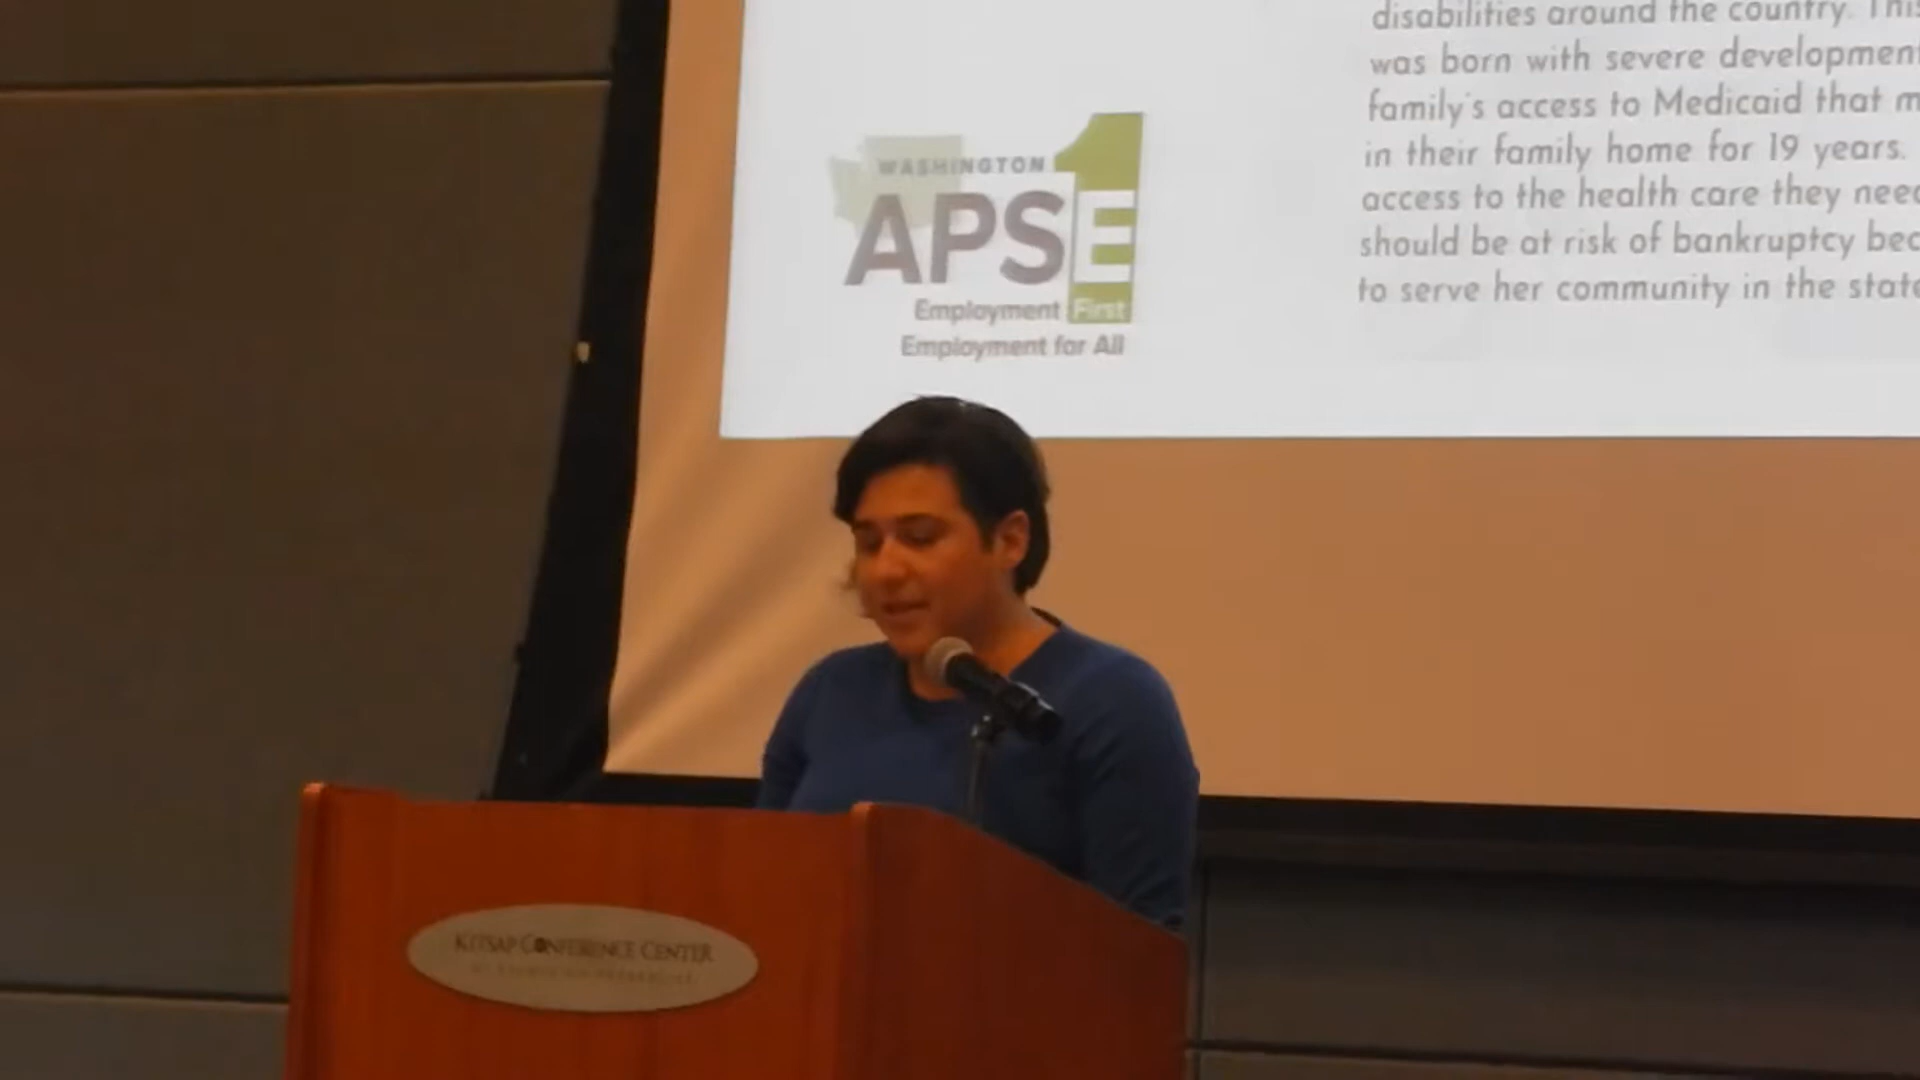 disabilities around the country. This
was born with severe development
family's access to Medicaid that m
in their family home for 19 years.
access to the health care they need
should be at risk of bankruptcy bec
to serve her community in the state
WASHINGTON
APSE
1
Employment First
Employment for All
KITSAP CONFERENCE CENTER